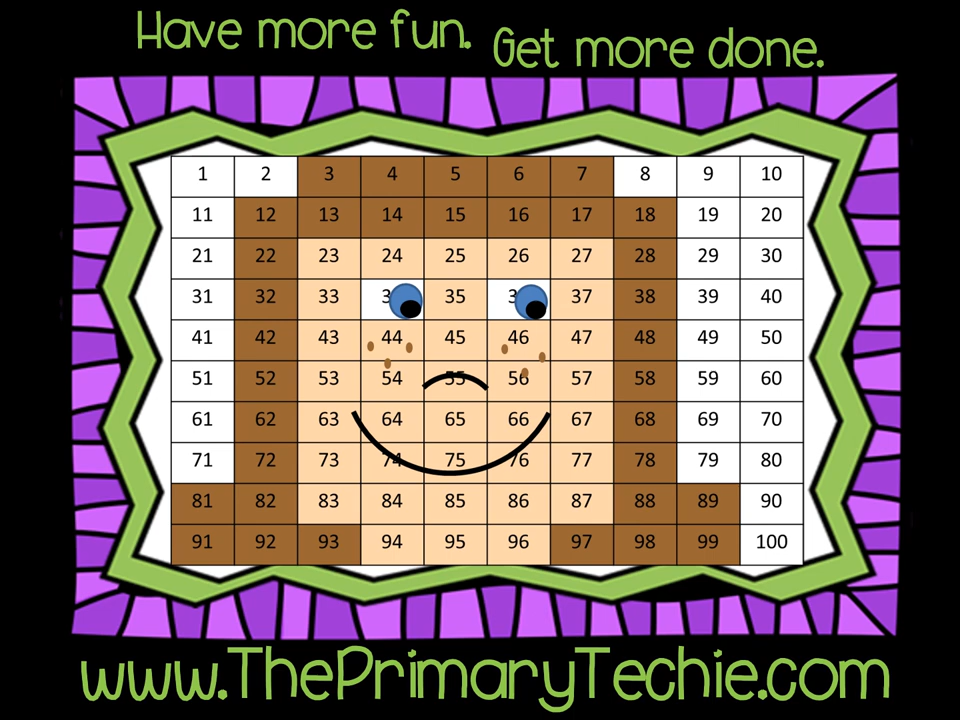 Have more fun. Get more done.
1 2 3 4 5 6 7 8 9 10
11 12 13 14 15 16 17 18 19 20
21 22 23 24 25 26 27 28 29 30
31 32 33 3 35 3 37 38 39 40
41 42 43 44 45 46 47 48 49 50
51 52 53 54 55 56 57 58 59 60
61 62 63 64 65 66 67 68 69 70
71 72 73 74 75 76 77 78 79 80
81 82 83 84 85 86 87 88 89 90
91 92 93 94 95 96 97 98 99 100
www.ThePrimaryTechie.com